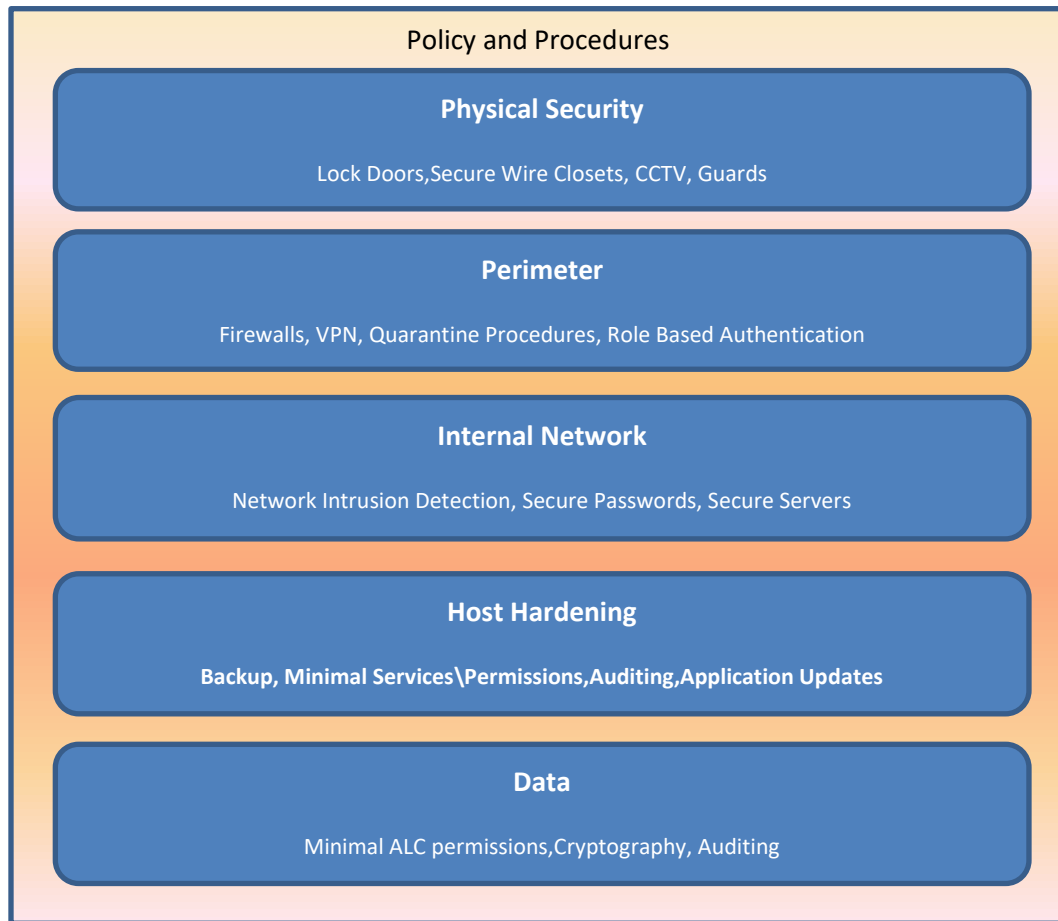 Policy and Procedures
Physical Security
Lock Doors,Secure Wire Closets, CCTV, Guards
Perimeter
Firewalls, VPN, Quarantine Procedures, Role Based Authentication
Internal Network
Network Intrusion Detection, Secure Passwords, Secure Servers
Host Hardening
Backup, Minimal Services\Permissions,Auditing,Application Updates
Data
Minimal ALC permissions,Cryptography, Auditing